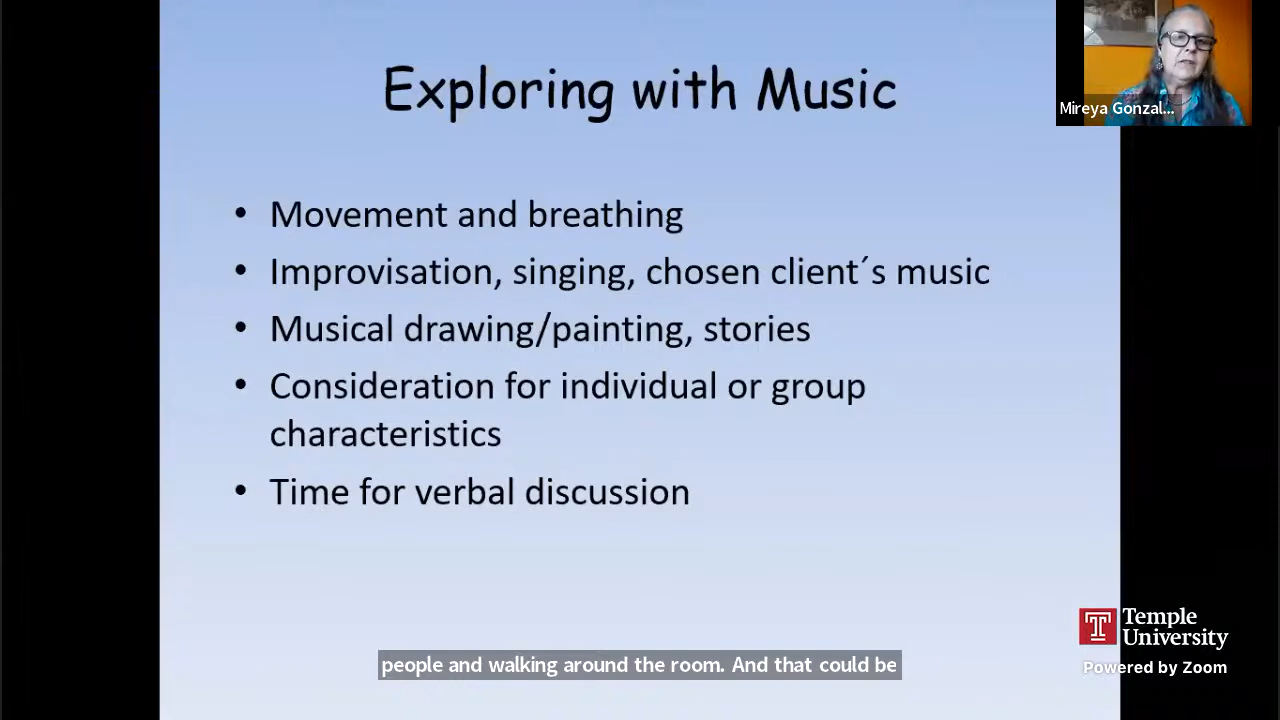 Exploring with Music
Mireya Gonzal...
• Movement and breathing
• Improvisation, singing, chosen client´s music
• Musical drawing/painting, stories
• Consideration for individual or group
characteristics
• Time for verbal discussion
Temple
University
Powered by Zoom
people and walking around the room. And that could be